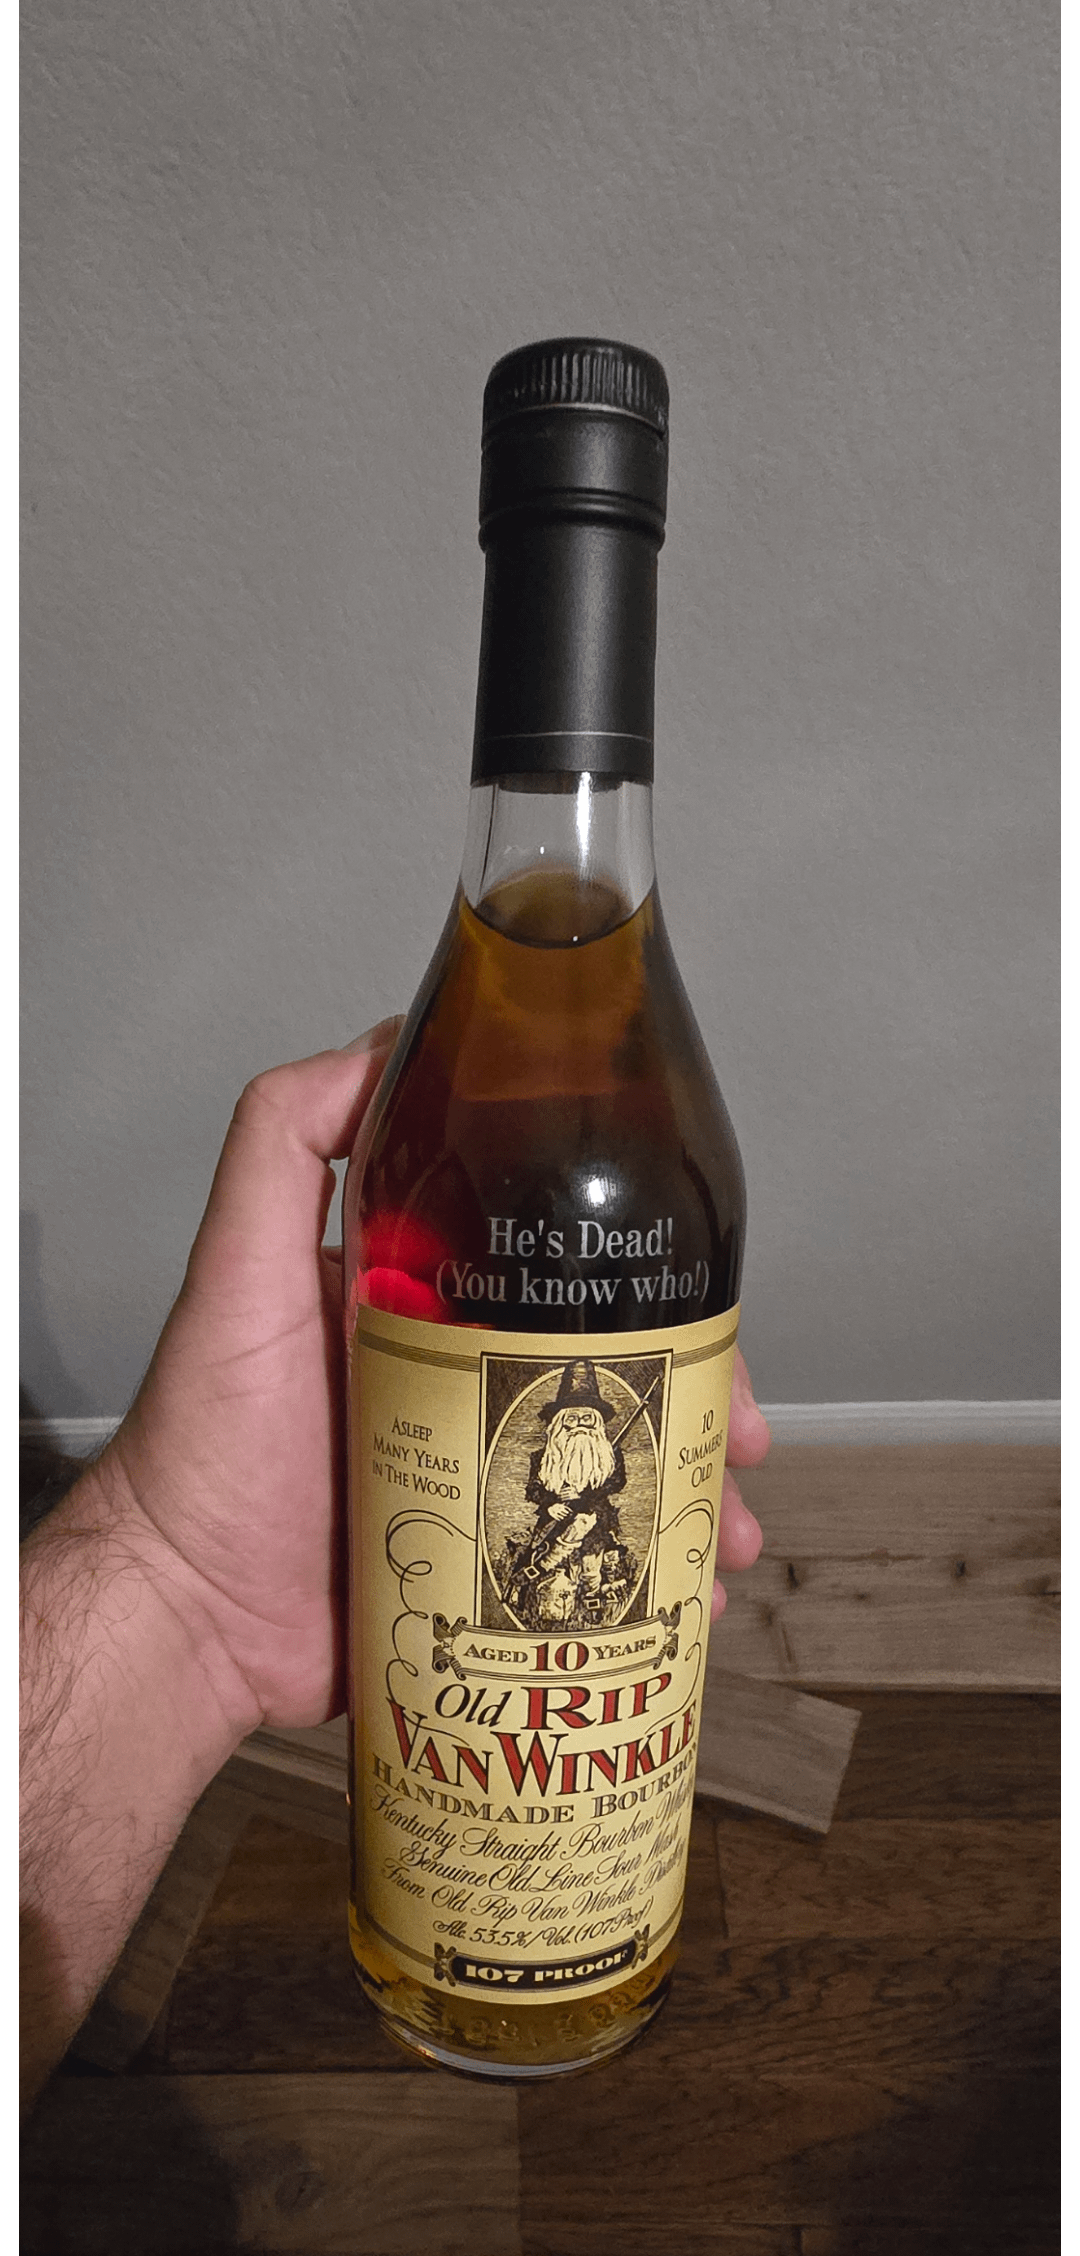 He's Dead!
(You know who!)
ASLEEP
MANY YEARS
IN THE WOOD
10
SUMMERS
OLD
AGED 10 YEARS
Old RIP
VAN WINKLE
HANDMADE BOURBON
Kentucky Straight Bourbon Whiskey
Genuine Old Line Sour Mash
From Old Rip Van Winkle Distillery
Alc. 53.5%/Vol. (107 Proof)
107 PROOF